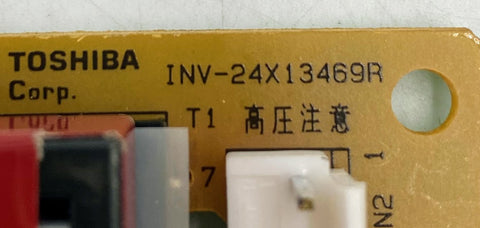 TOSHIBA
Corp.
INV-24X13469R
T1 高圧注意
7
1
N2